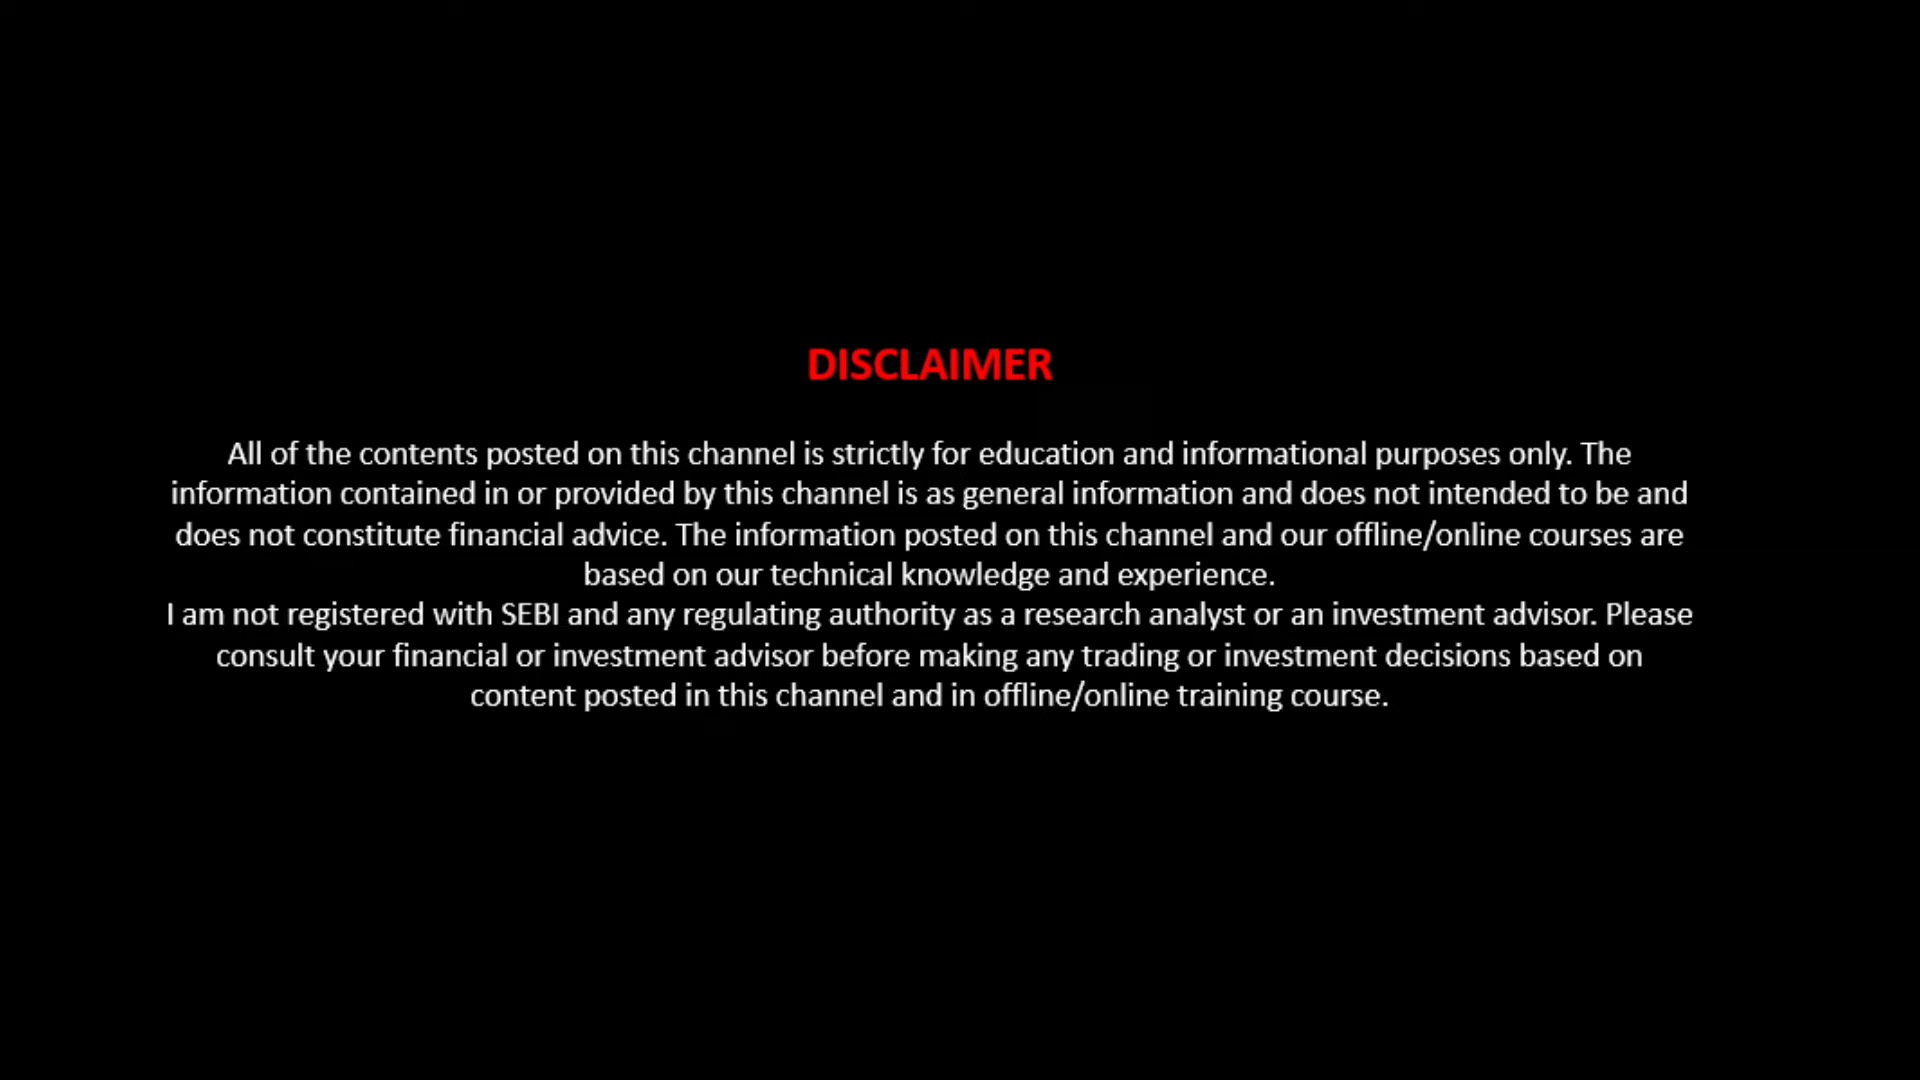 DISCLAIMER
All of the contents posted on this channel is strictly for education and informational purposes only. The
information contained in or provided by this channel is as general information and does not intended to be and
does not constitute financial advice. The information posted on this channel and our offline/online courses are
based on our technical knowledge and experience.
I am not registered with SEBI and any regulating authority as a research analyst or an investment advisor. Please
consult your financial or investment advisor before making any trading or investment decisions based on
content posted in this channel and in offline/online training course.